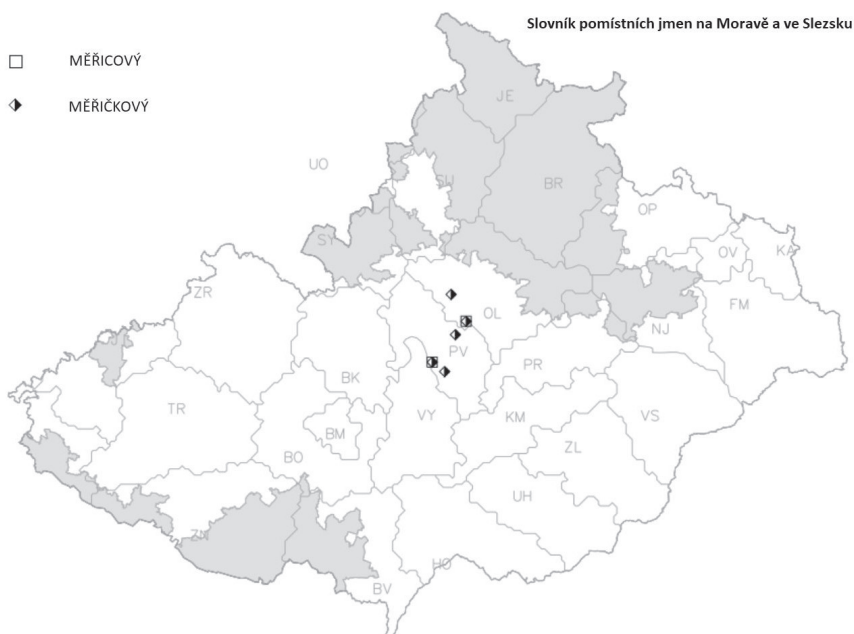 Slovník pomístních jmen na Moravě a ve Slezsku
MĚŘICOVÝ
MĚŘIČKOVÝ
JE
UO
SU
BR
OP
SY
OV
KA
ZR
FM
OL
NJ
PV
PR
BK
TR
VY
KM
VS
BM
BO
ZL
UH
HO
BV